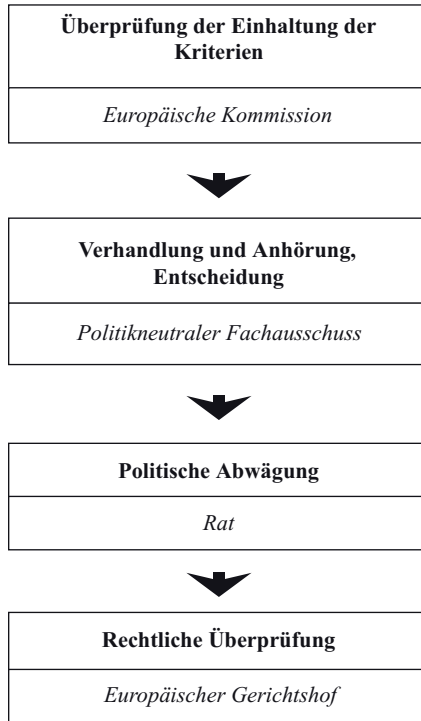 Überprüfung der Einhaltung der
Kriterien
Europäische Kommission
Verhandlung und Anhörung,
Entscheidung
Politikneutraler Fachausschuss
Politische Abwägung
Rat
Rechtliche Überprüfung
Europäischer Gerichtshof